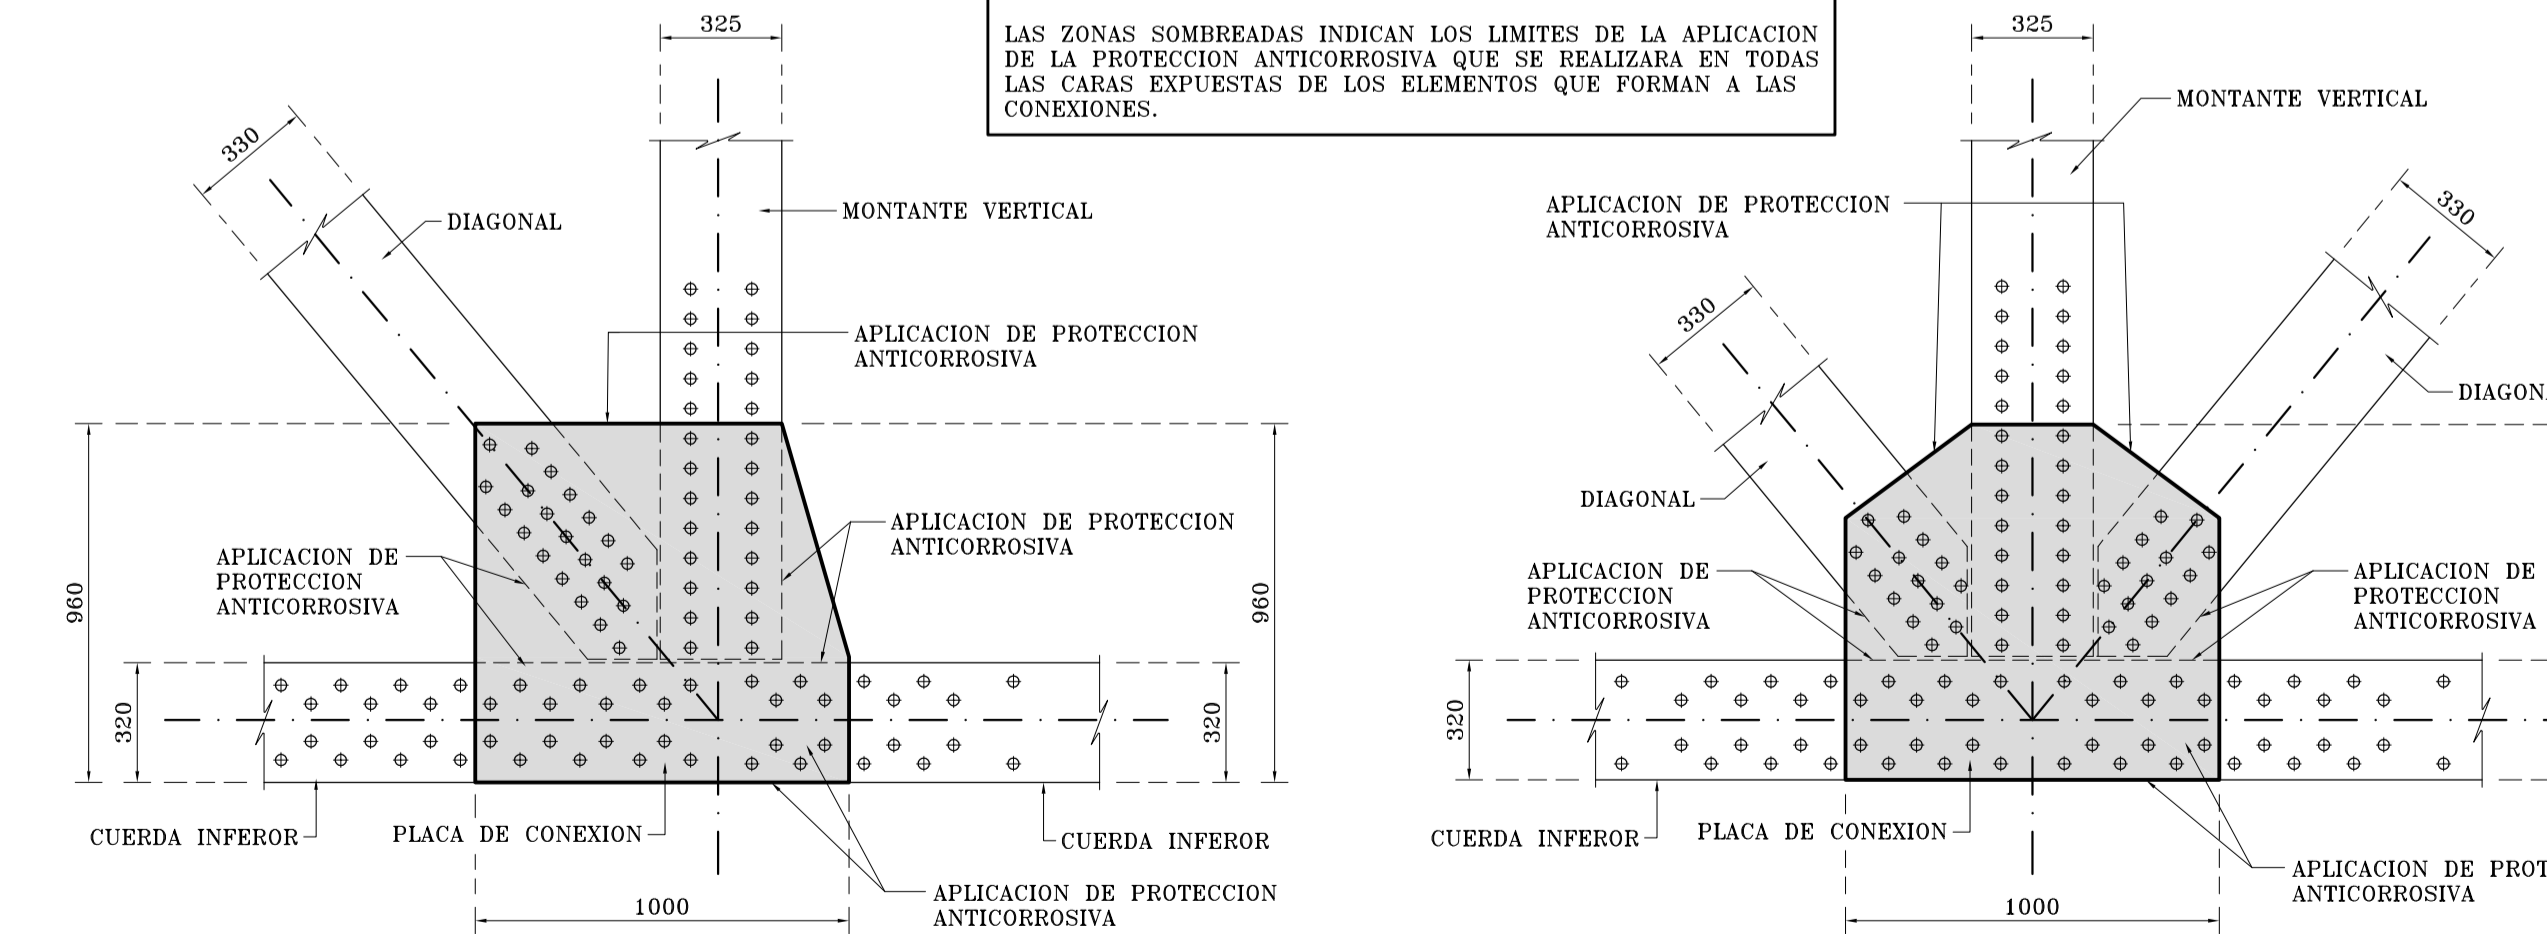 LAS ZONAS SOMBREADAS INDICAN LOS LIMITES DE LA APLICACION
DE LA PROTECCION ANTICORROSIVA QUE SE REALIZARA EN TODAS
LAS CARAS EXPUESTAS DE LOS ELEMENTOS QUE FORMAN A LAS
CONEXIONES.
325
330
DIAGONAL
MONTANTE VERTICAL
APLICACION DE PROTECCION
ANTICORROSIVA
APLICACION DE PROTECCION
ANTICORROSIVA
APLICACION DE
PROTECCION
ANTICORROSIVA
960
320
960
320
CUERDA INFEROR
PLACA DE CONEXION
CUERDA INFEROR
APLICACION DE PROTECCION
ANTICORROSIVA
1000
325
MONTANTE VERTICAL
APLICACION DE PROTECCION
ANTICORROSIVA
330
330
DIAGONAL
DIAGON
APLICACION DE
PROTECCION
ANTICORROSIVA
APLICACION DE
PROTECCION
ANTICORROSIVA
320
CUERDA INFEROR
PLACA DE CONEXION
APLICACION DE PROT
ANTICORROSIVA
1000